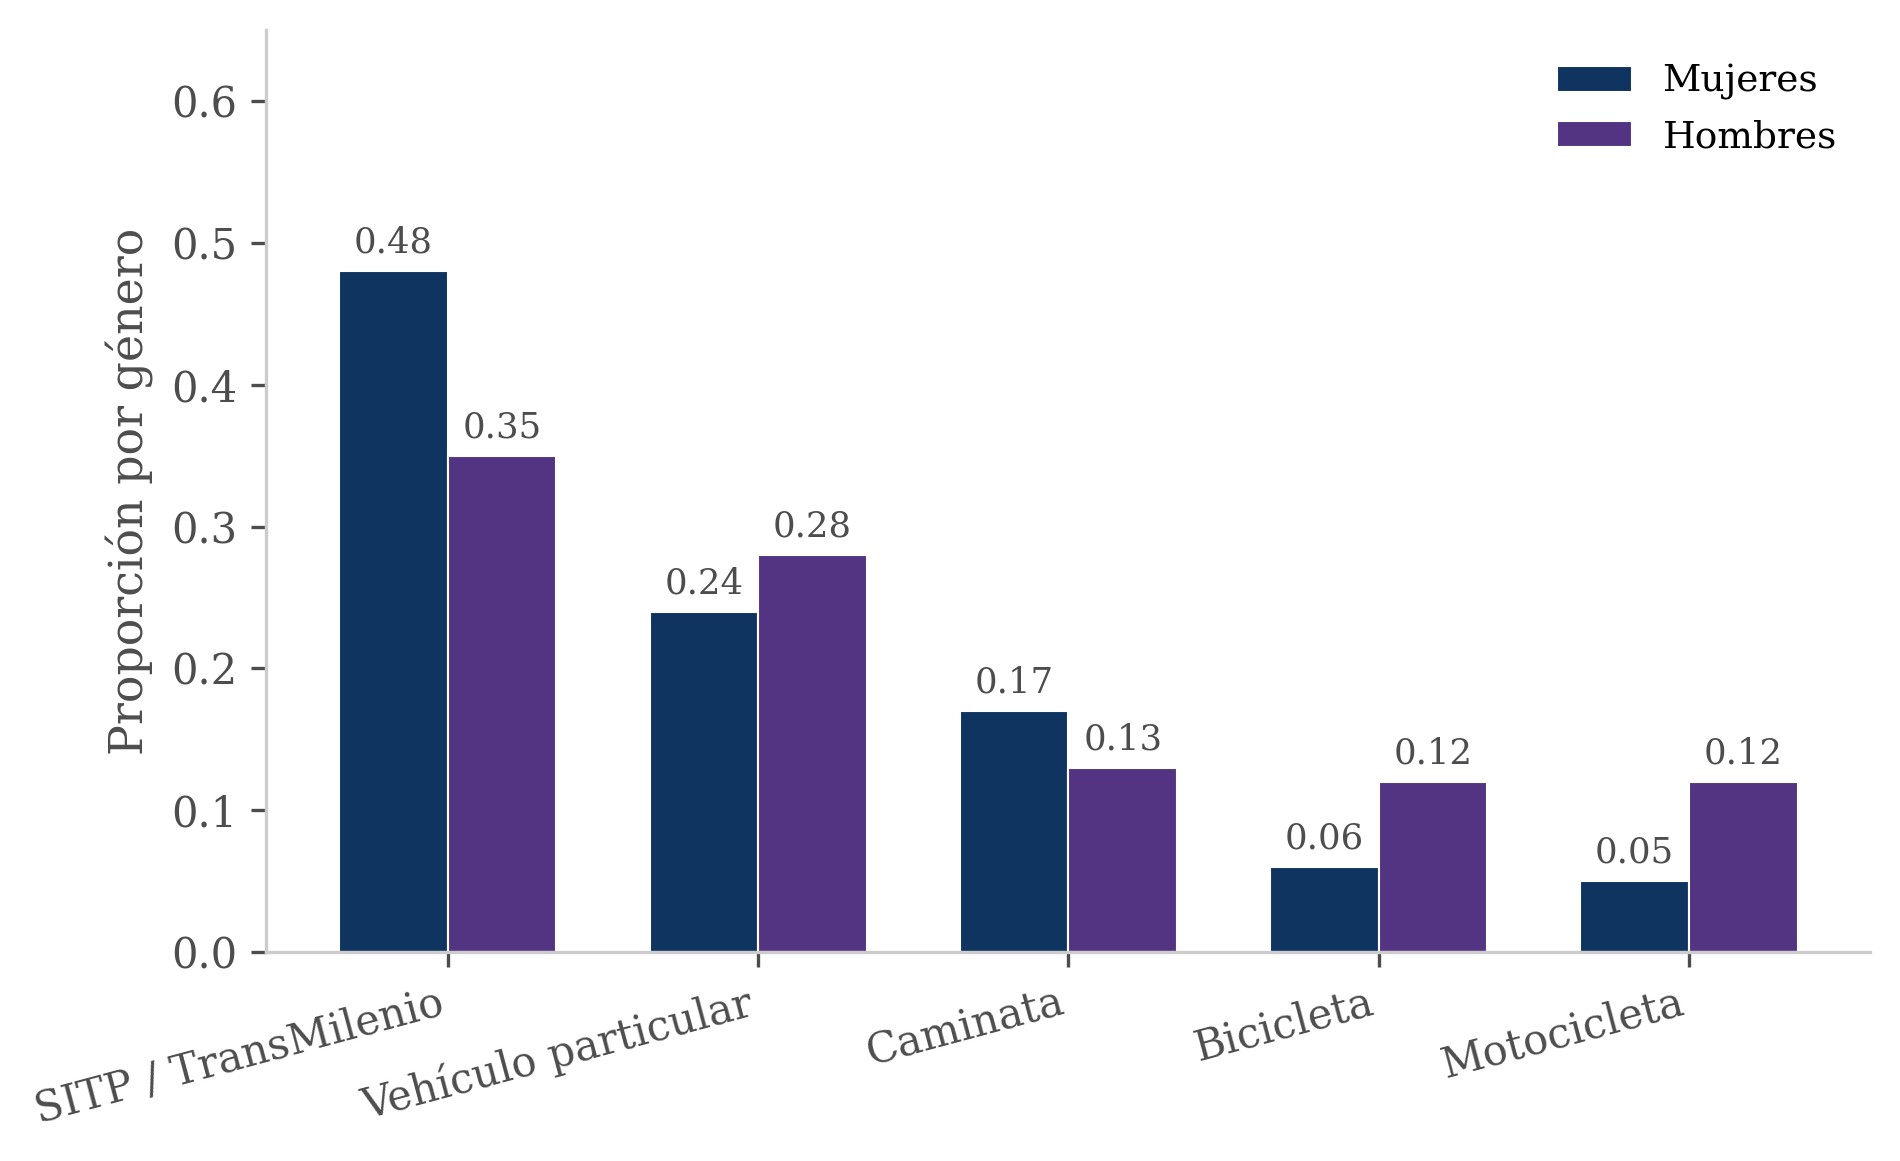 Mujeres
Hombres
Proporción por género
0.6
0.5
0.4
0.3
0.2
0.1
0.0
0.48
0.35
0.24
0.28
0.17
0.13
0.06
0.12
0.05
0.12
SITP / TransMilenio
Vehículo particular
Caminata
Bicicleta
Motocicleta